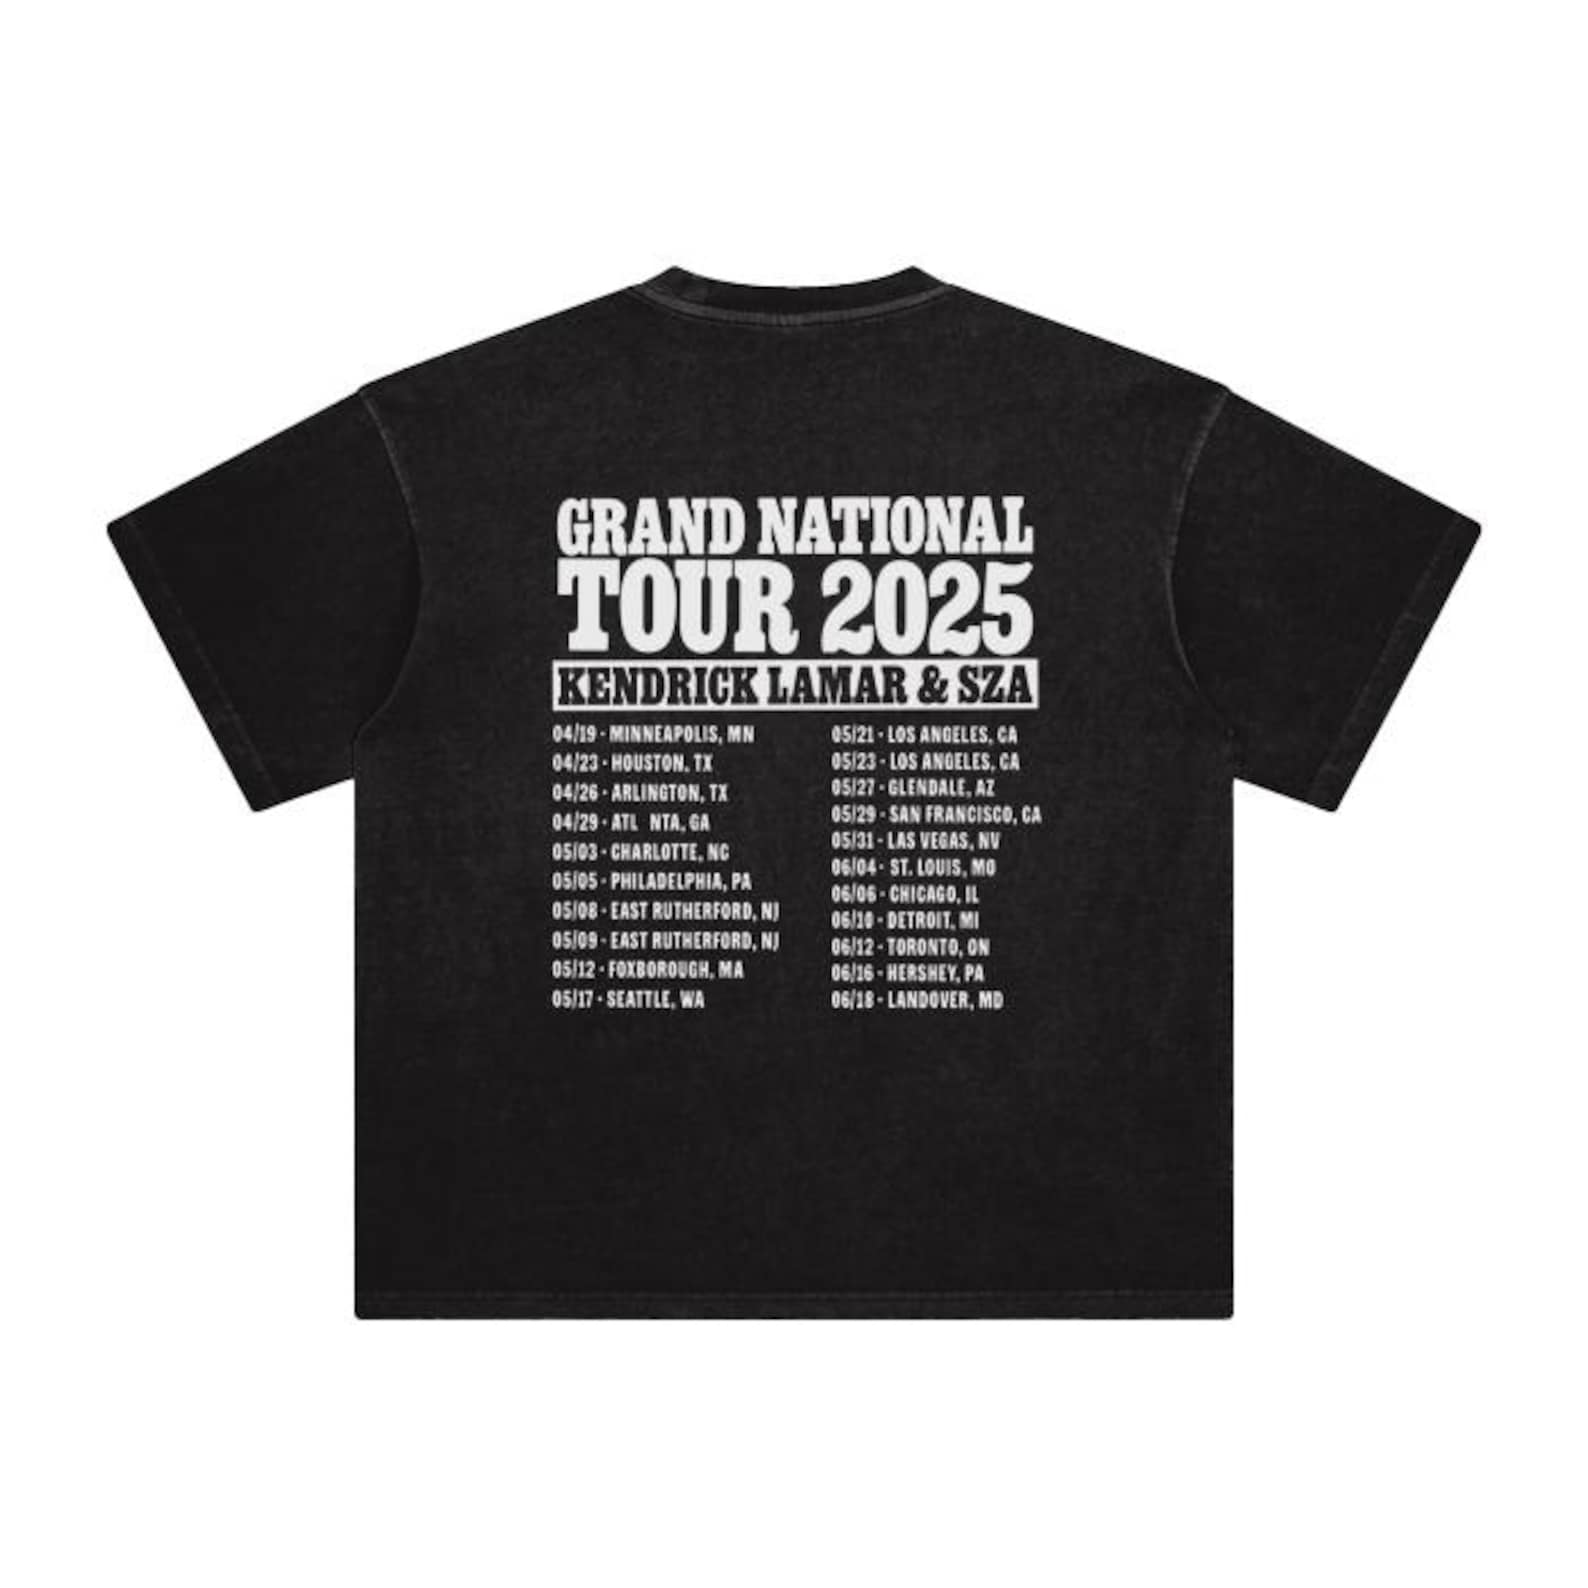 GRAND NATIONAL
TOUR 2025
KENDRICK LAMAR & SZA
04/19 - MINNEAPOLIS, MN
04/23 - HOUSTON, TX
04/26 - ARLINGTON, TX
04/29 - ATL NTA, GA
05/03 - CHARLOTTE, NC
05/05 - PHILADELPHIA, PA
05/08 - EAST RUTHERFORD, NJ
05/09 - EAST RUTHERFORD, NJ
05/12 - FOXBOROUGH, MA
05/17 - SEATTLE, WA
05/21 - LOS ANGELES, CA
05/23 - LOS ANGELES, CA
05/27 - GLENDALE, AZ
05/29 - SAN FRANCISCO, CA
05/31 - LAS VEGAS, NV
06/04 - ST. LOUIS, MO
06/06 - CHICAGO, IL
06/10 - DETROIT, MI
06/12 - TORONTO, ON
06/16 - HERSHEY, PA
06/18 - LANDOVER, MD